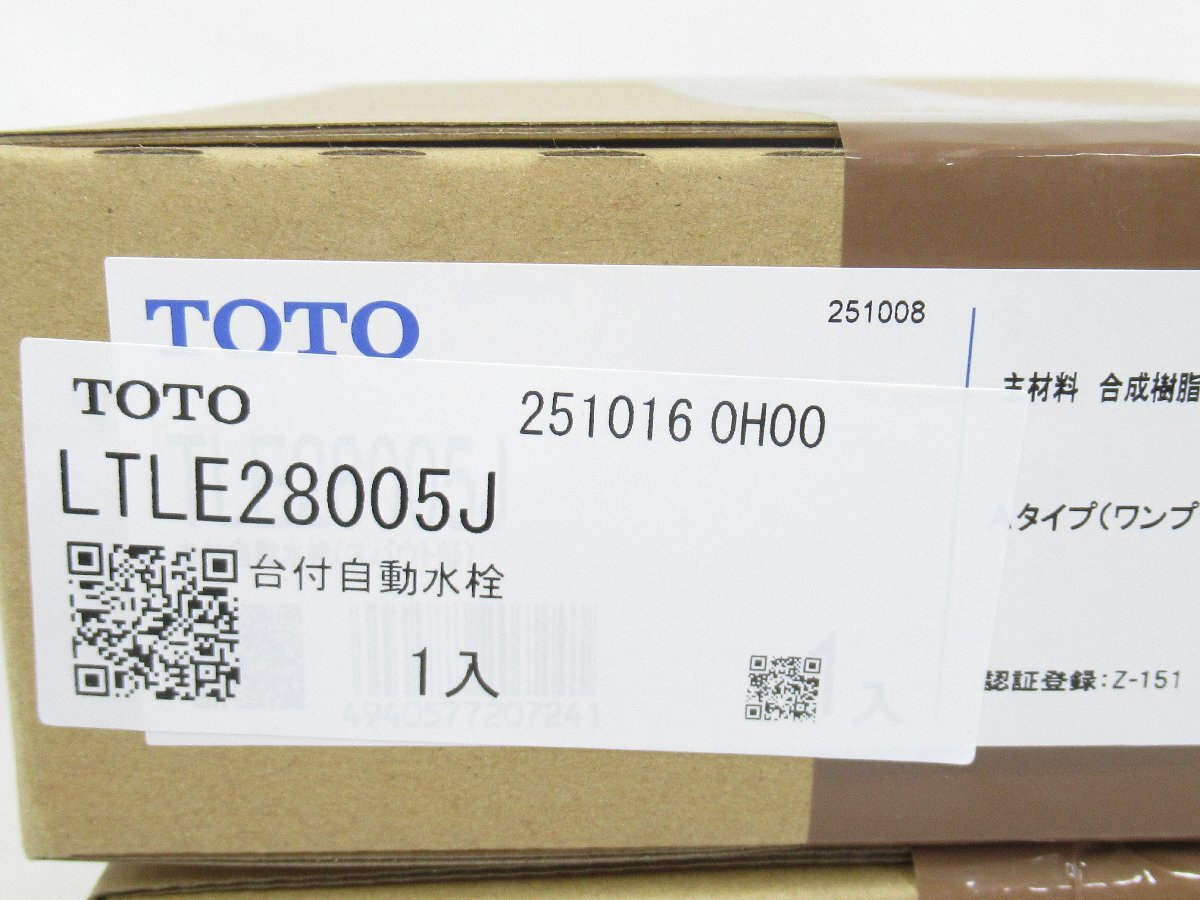 TOTO
251008
主材料 合成樹脂
TOTO
251016 0H00
LTLE28005J
タイプ(ワンプ
台付自動水栓
1入
4940577207241
入
認証登録:Z-151